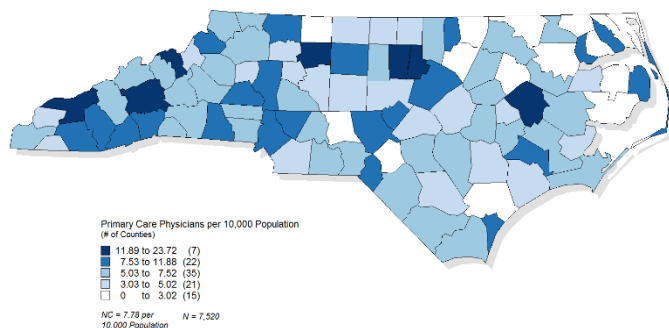 Primary Care Physicians per 10,000 Population
(# of Counties)
11.89 to 23.72 (7)
7.53 to 11.88 (22)
5.03 to 7.52 (35)
3.03 to 5.02 (21)
0 to 3.02 (15)
NC = 7.78 per N = 7,520
10,000 Population